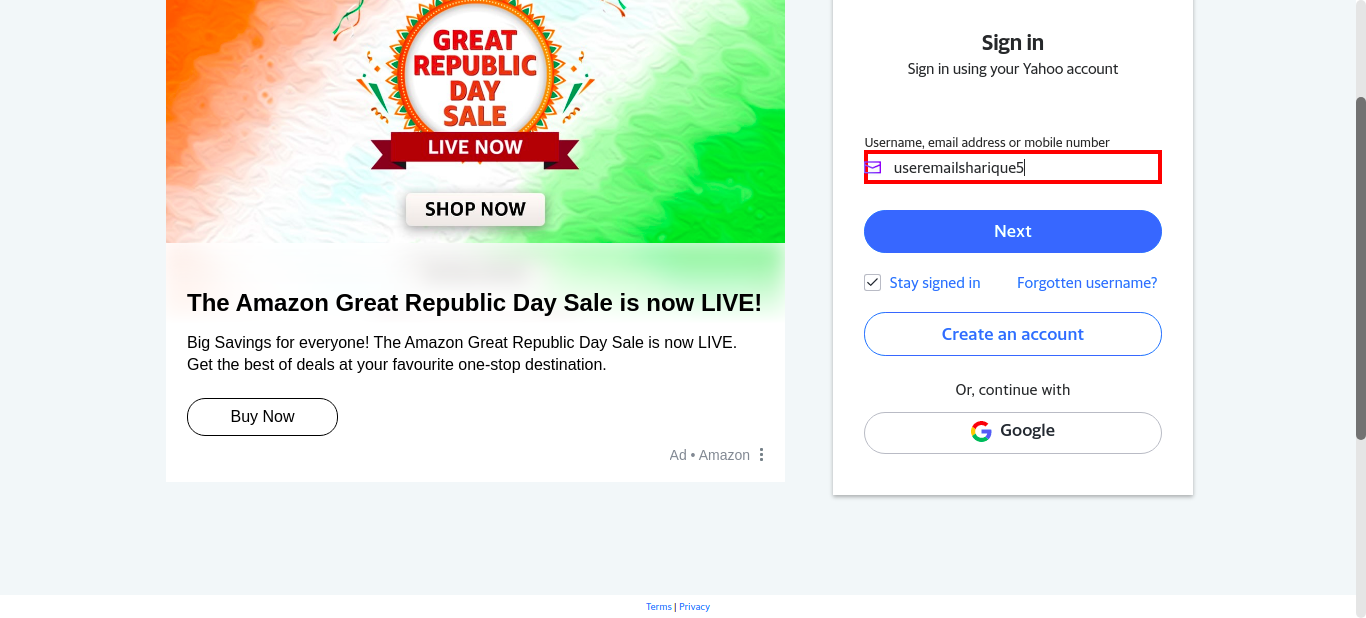 GREAT
REPUBLIC
DAY
SALE
LIVE NOW
SHOP NOW
The Amazon Great Republic Day Sale is now LIVE!
Big Savings for everyone! The Amazon Great Republic Day Sale is now LIVE.
Get the best of deals at your favourite one-stop destination.
Buy Now
Ad • Amazon
Sign in
Sign in using your Yahoo account
Username, email address or mobile number
useremailsharique5
Next
Stay signed in Forgotten username?
Create an account
Or, continue with
Google
Terms | Privacy